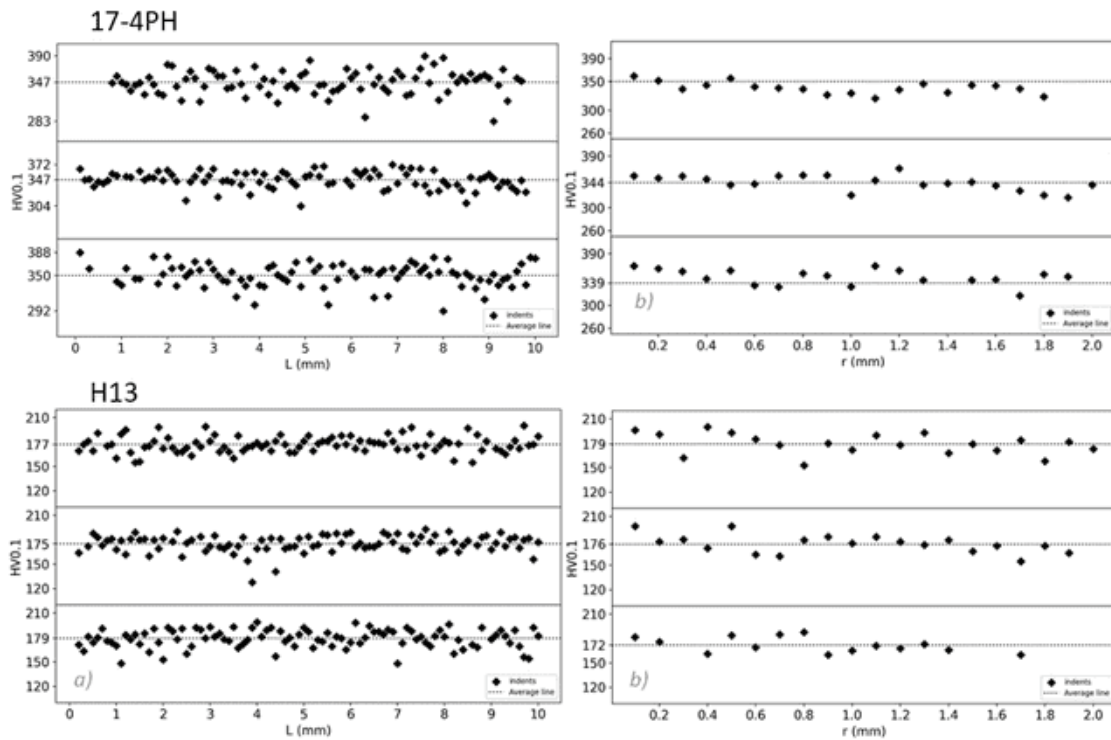 17-4PH
390
347
283
372
347
304
388
350
292
HV0.1
0 1 2 3 4 5 6 7 8 9 10
L (mm)
Indents
Average line
390
350
300
260
390
344
300
260
390
339
300
260
HV0.1
b)
0.2 0.4 0.6 0.8 1.0 1.2 1.4 1.6 1.8 2.0
r (mm)
Indents
Average line
H13
210
177
150
120
210
175
150
120
210
179
150
120
HV0.1
a)
0 1 2 3 4 5 6 7 8 9 10
L (mm)
Indents
Average line
210
179
150
120
210
176
150
120
210
172
150
120
HV0.1
b)
0.2 0.4 0.6 0.8 1.0 1.2 1.4 1.6 1.8 2.0
r (mm)
Indents
Average line